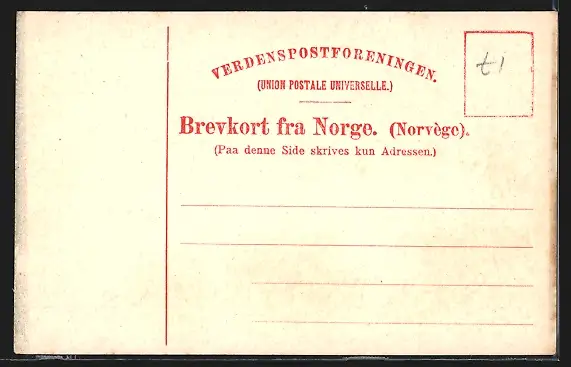 VERDENSPOSTFORENINGEN.
(UNION POSTALE UNIVERSELLE.)
Brevkort fra Norge. (Norvège).
(Paa denne Side skrives kun Adressen.)